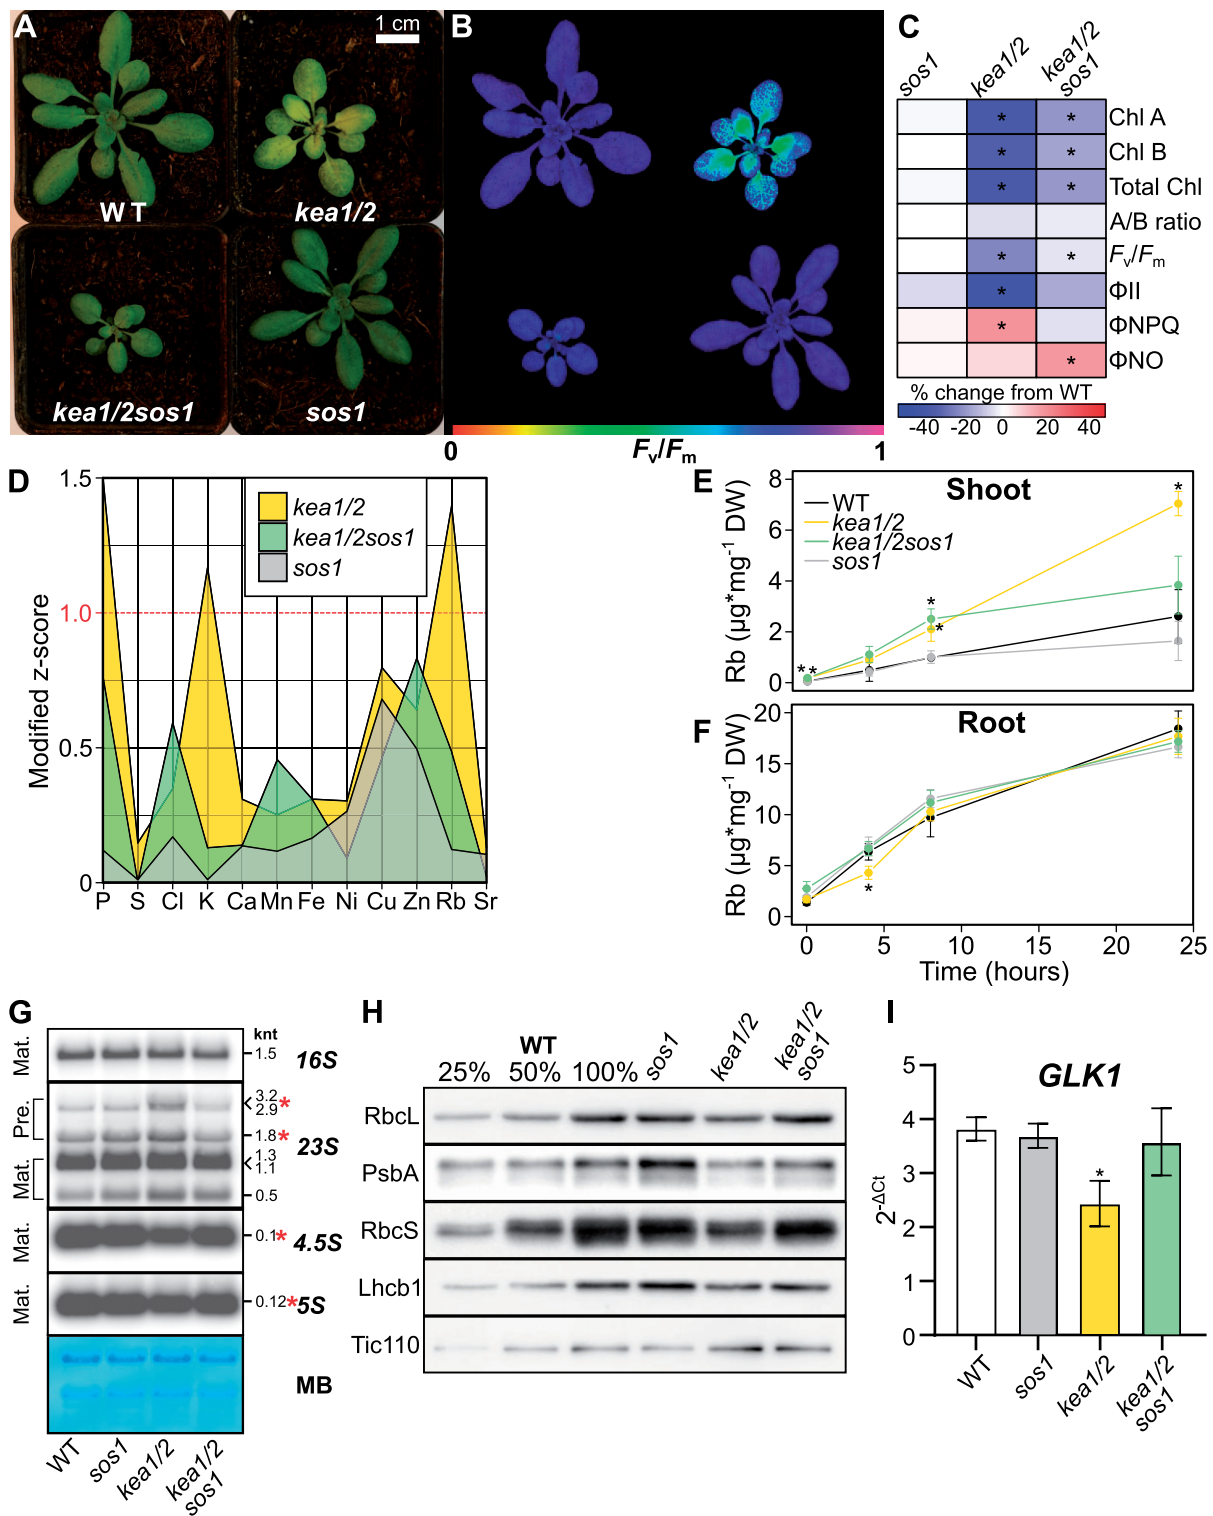 A
1 cm
WT
kea1/2
kea1/2sos1
sos1
B
0
Fv/Fm
1
C
sos1
kea1/2
kea1/2
sos1
* * Chl A
* * Chl B
* * Total Chl
A/B ratio
* * Fv/Fm
* ΦII
* ΦNPQ
* ΦNO
% change from WT
-40 -20 0 20 40
D
Modified z-score
1.5
1.0
0.5
0
kea1/2
kea1/2sos1
sos1
P S Cl K Ca Mn Fe Ni Cu Zn Rb Sr
E
Shoot
Rb (µg*mg-1 DW)
8
6
4
2
0
WT
kea1/2
kea1/2sos1
sos1
* * * * *
F
Root
Rb (µg*mg-1 DW)
20
15
10
5
0
*
0 5 10 15 20 25
Time (hours)
G
knt
Mat.
1.5
16S
Pre.
3.2
2.9 *
1.8 *
23S
Mat.
1.3
1.1
0.5
Mat.
0.1 *
4.5S
Mat.
0.12 *
5S
MB
WT
sos1
kea1/2
kea1/2
sos1
H
WT
25% 50% 100%
sos1
kea1/2
kea1/2
sos1
RbcL
PsbA
RbcS
Lhcb1
Tic110
I
GLK1
2-ΔCt
5
4
3
2
1
0
*
WT
sos1
kea1/2
kea1/2
sos1